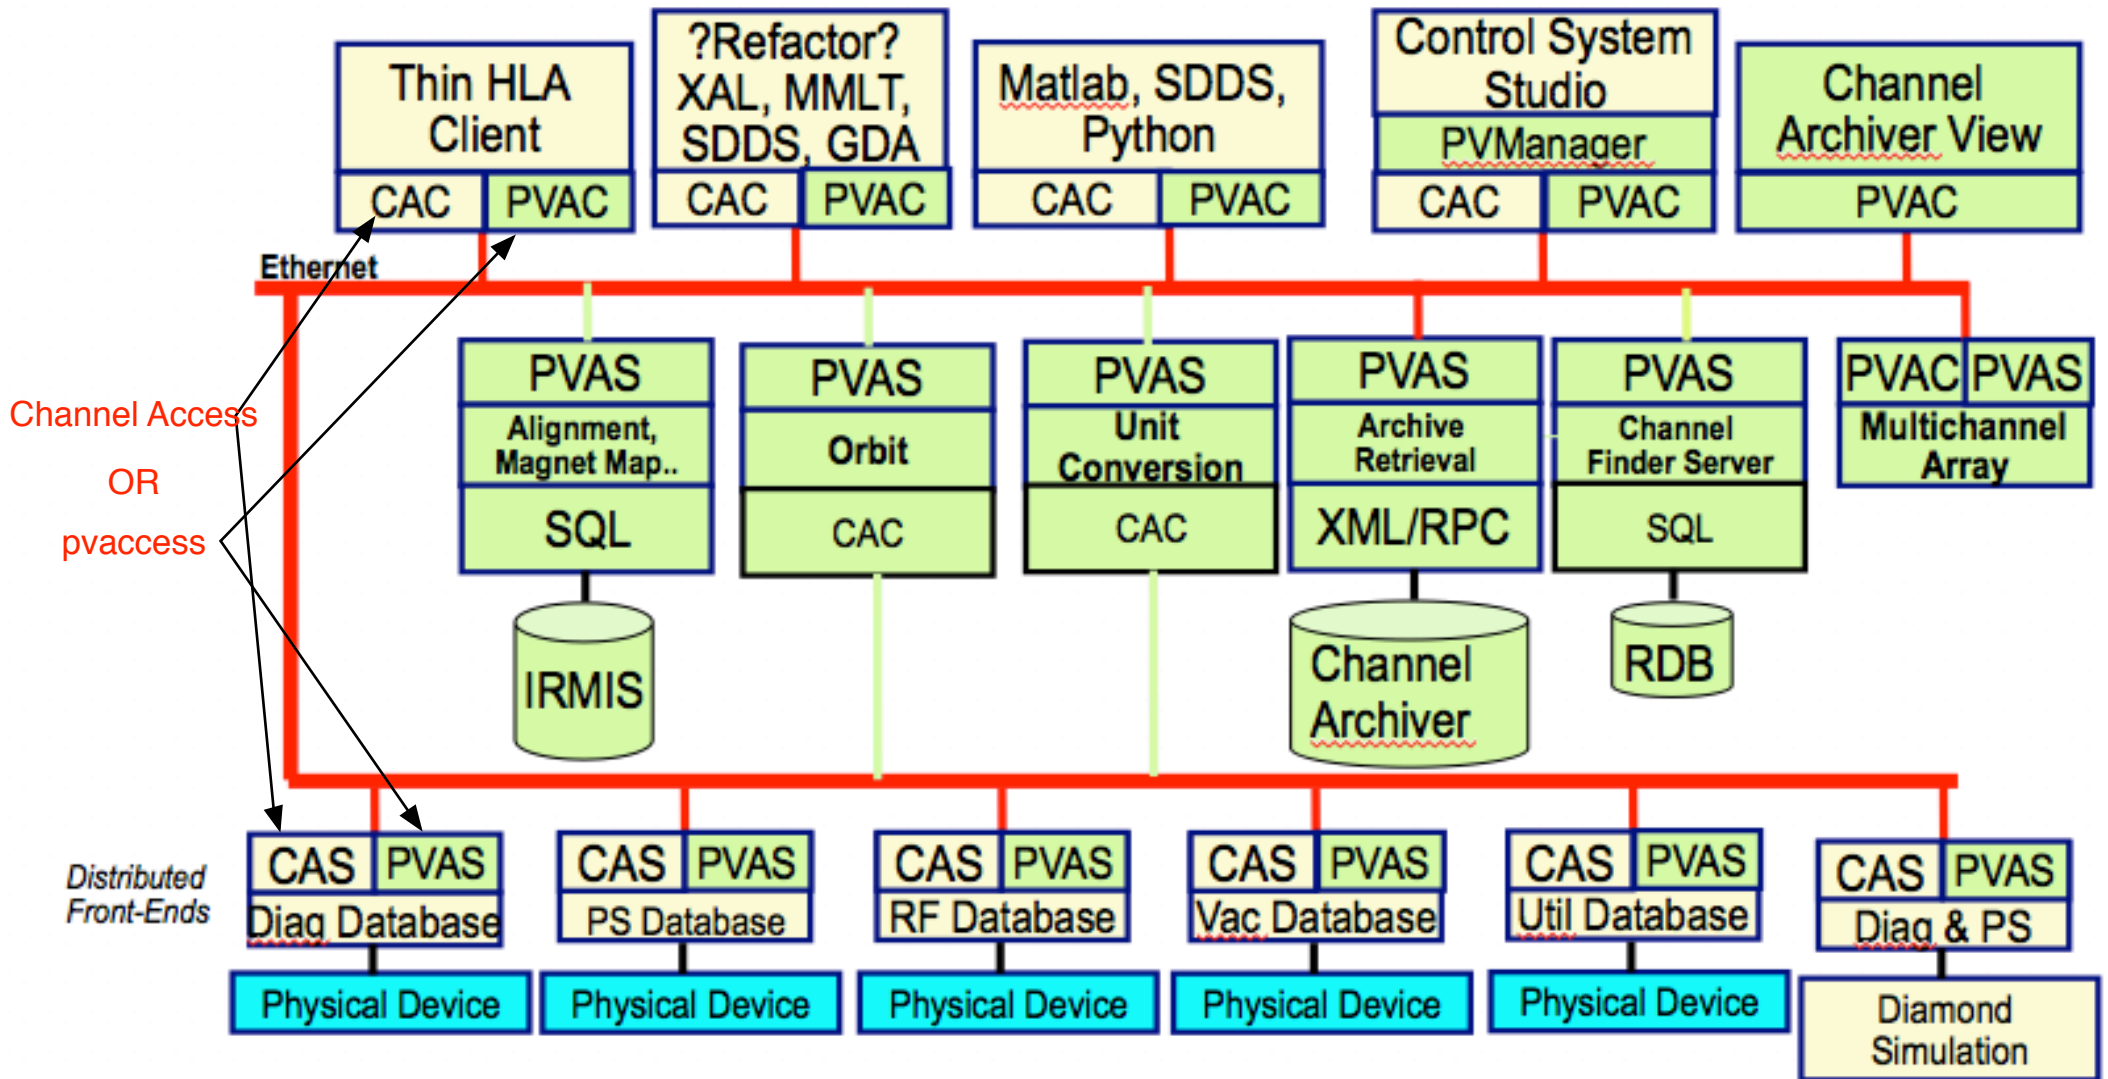 Thin HLA
Client
CAC
PVAC
?Refactor?
XAL, MMLT,
SDDS, GDA
CAC
PVAC
Matlab, SDDS,
Python
CAC
PVAC
Control System
Studio
PVManager
CAC
PVAC
Channel
Archiver View
PVAC
Ethernet
Channel Access
OR
pvaccess
PVAS
Alignment,
Magnet Map..
SQL
IRMIS
PVAS
Orbit
CAC
PVAS
Unit
Conversion
CAC
PVAS
Archive
Retrieval
XML/RPC
Channel
Archiver
PVAS
Channel
Finder Server
SQL
RDB
PVAC
PVAS
Multichannel
Array
Distributed
Front-Ends
CAS
PVAS
Diag Database
Physical Device
CAS
PVAS
PS Database
Physical Device
CAS
PVAS
RF Database
Physical Device
CAS
PVAS
Vac Database
Physical Device
CAS
PVAS
Util Database
Physical Device
CAS
PVAS
Diag & PS
Diamond
Simulation